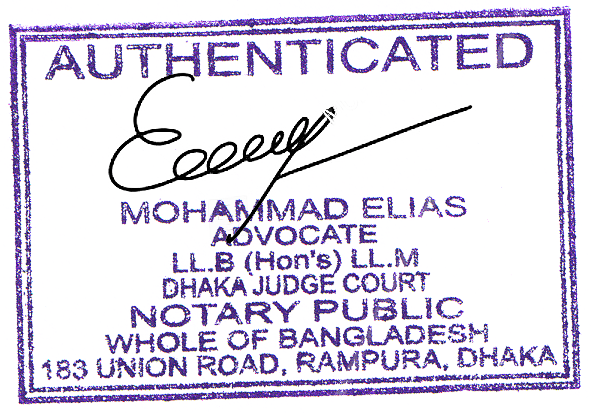 AUTHENTICATED
MOHAMMAD ELIAS
ADVOCATE
LL.B (Hon's) LL.M
DHAKA JUDGE COURT
NOTARY PUBLIC
WHOLE OF BANGLADESH
183 UNION ROAD, RAMPURA, DHAKA